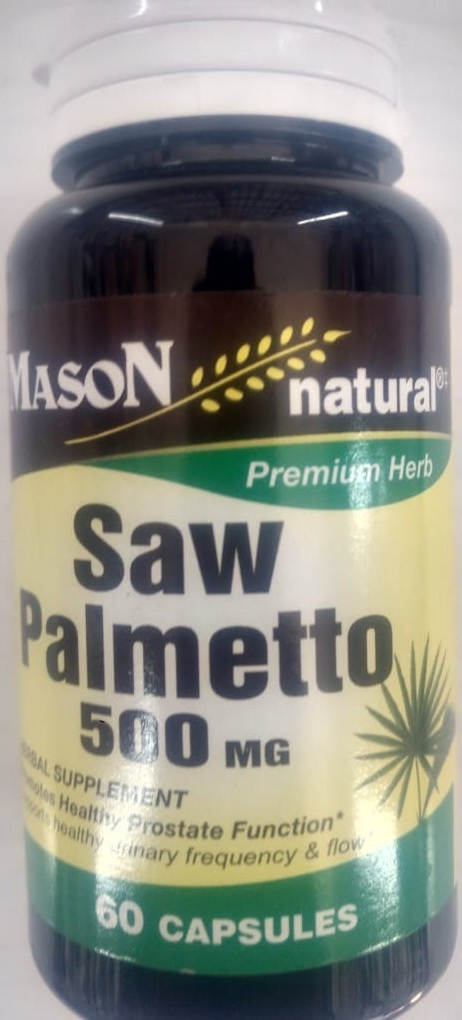 MASON natural®‡
Premium Herb
Saw
Palmetto
500 MG
HERBAL SUPPLEMENT
Promotes Healthy Prostate Function*
Supports healthy urinary frequency & flow*
60 CAPSULES